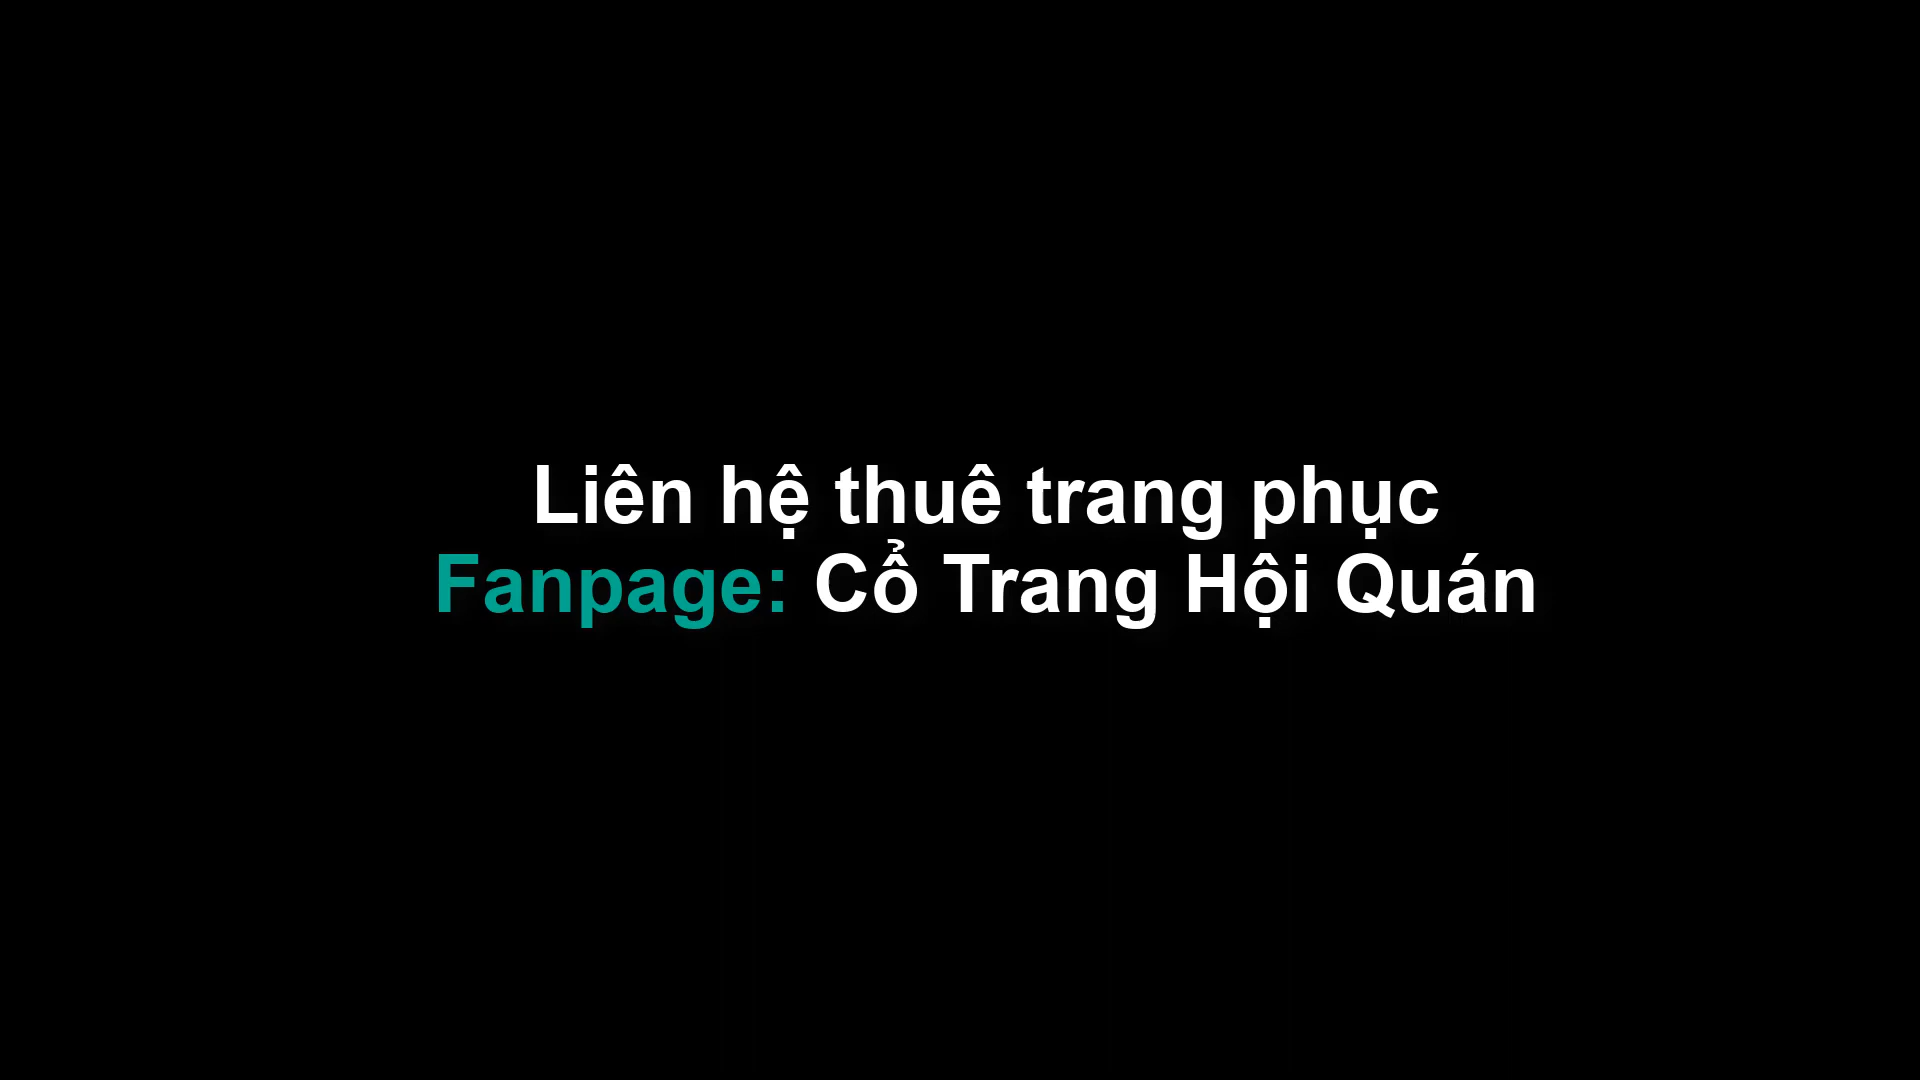 Liên hệ thuê trang phục
Fanpage: Cổ Trang Hội Quán